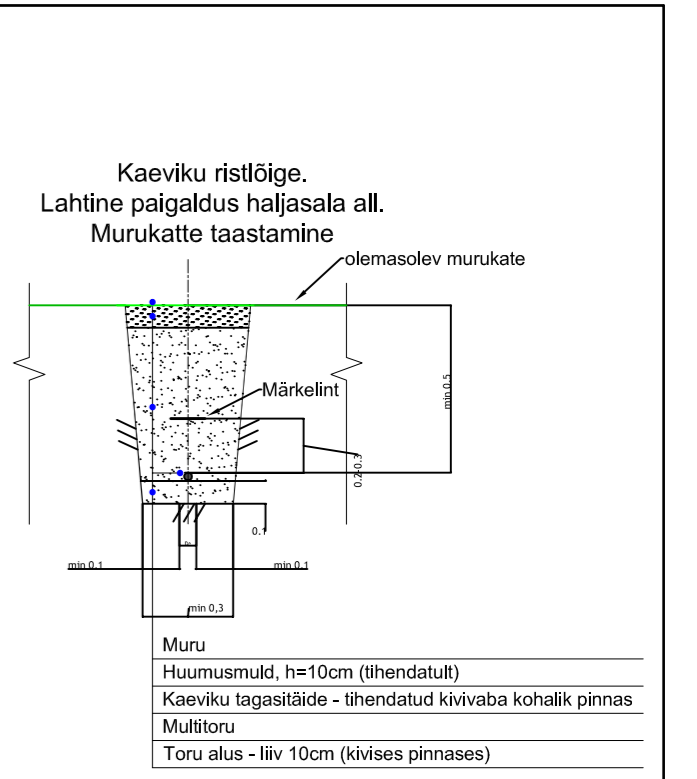 Kaeviku ristlõige.
Lahtine paigaldus haljasala all.
Murukatte taastamine
olemasolev murukate
Märkelint
min 0.5
0.2-0.3
0.1
min 0.1
min 0.1
min 0,3
Muru
Huumusmuld, h=10cm (tihendatult)
Kaeviku tagasitäide - tihendatud kivivaba kohalik pinnas
Multitoru
Toru alus - liiv 10cm (kivises pinnases)